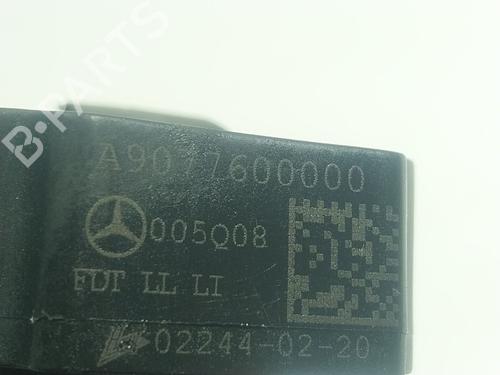 B-PARTS
A9077600000
005Q08
FDT LL LI
02244-02-20